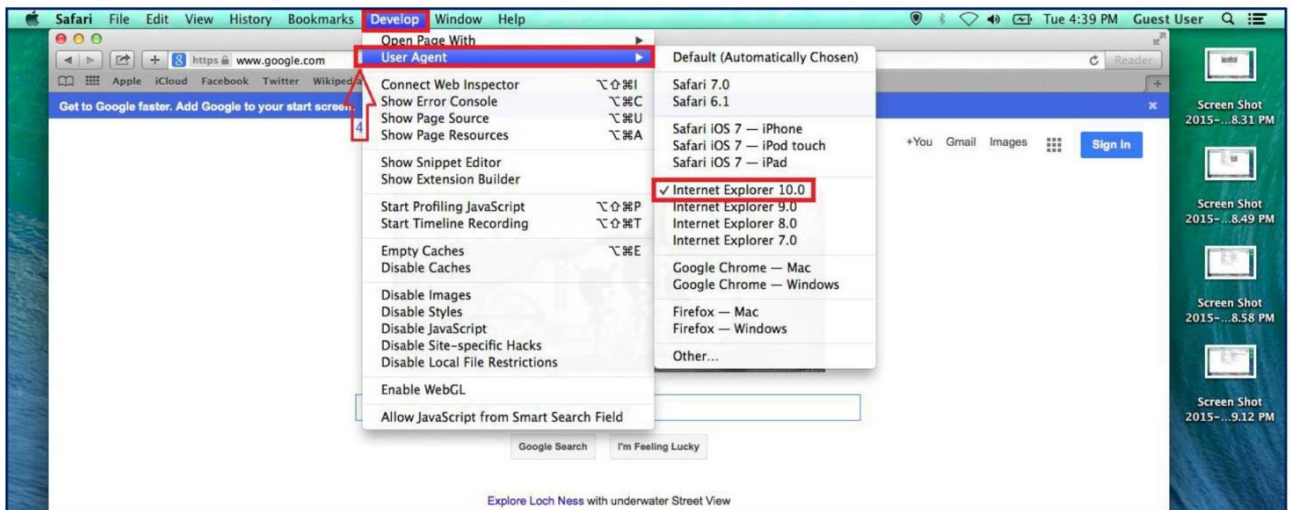 Safari File Edit View History Bookmarks Develop Window Help Tue 4:39 PM Guest User
https www.google.com Reader
Apple iCloud Facebook Twitter
Get to Google faster. Add Google to your start screen.
4
Open Page With
User Agent
Connect Web Inspector ⌥⇧⌘I
Show Error Console ⌥⌘C
Show Page Source ⌥⌘U
Show Page Resources ⌥⌘A
Show Snippet Editor
Show Extension Builder
Start Profiling JavaScript ⌥⇧⌘P
Start Timeline Recording ⌥⇧⌘T
Empty Caches ⌥⌘E
Disable Caches
Disable Images
Disable Styles
Disable JavaScript
Disable Site-specific Hacks
Disable Local File Restrictions
Enable WebGL
Allow JavaScript from Smart Search Field
Default (Automatically Chosen)
Safari 7.0
Safari 6.1
Safari iOS 7 — iPhone
Safari iOS 7 — iPod touch
Safari iOS 7 — iPad
✓ Internet Explorer 10.0
Internet Explorer 9.0
Internet Explorer 8.0
Internet Explorer 7.0
Google Chrome — Mac
Google Chrome — Windows
Firefox — Mac
Firefox — Windows
Other...
+You Gmail Images Sign In
Google Search I'm Feeling Lucky
Explore Loch Ness with underwater Street View
Screen Shot
2015-...8.31 PM
Screen Shot
2015-...8.49 PM
Screen Shot
2015-...8.58 PM
Screen Shot
2015-...9.12 PM